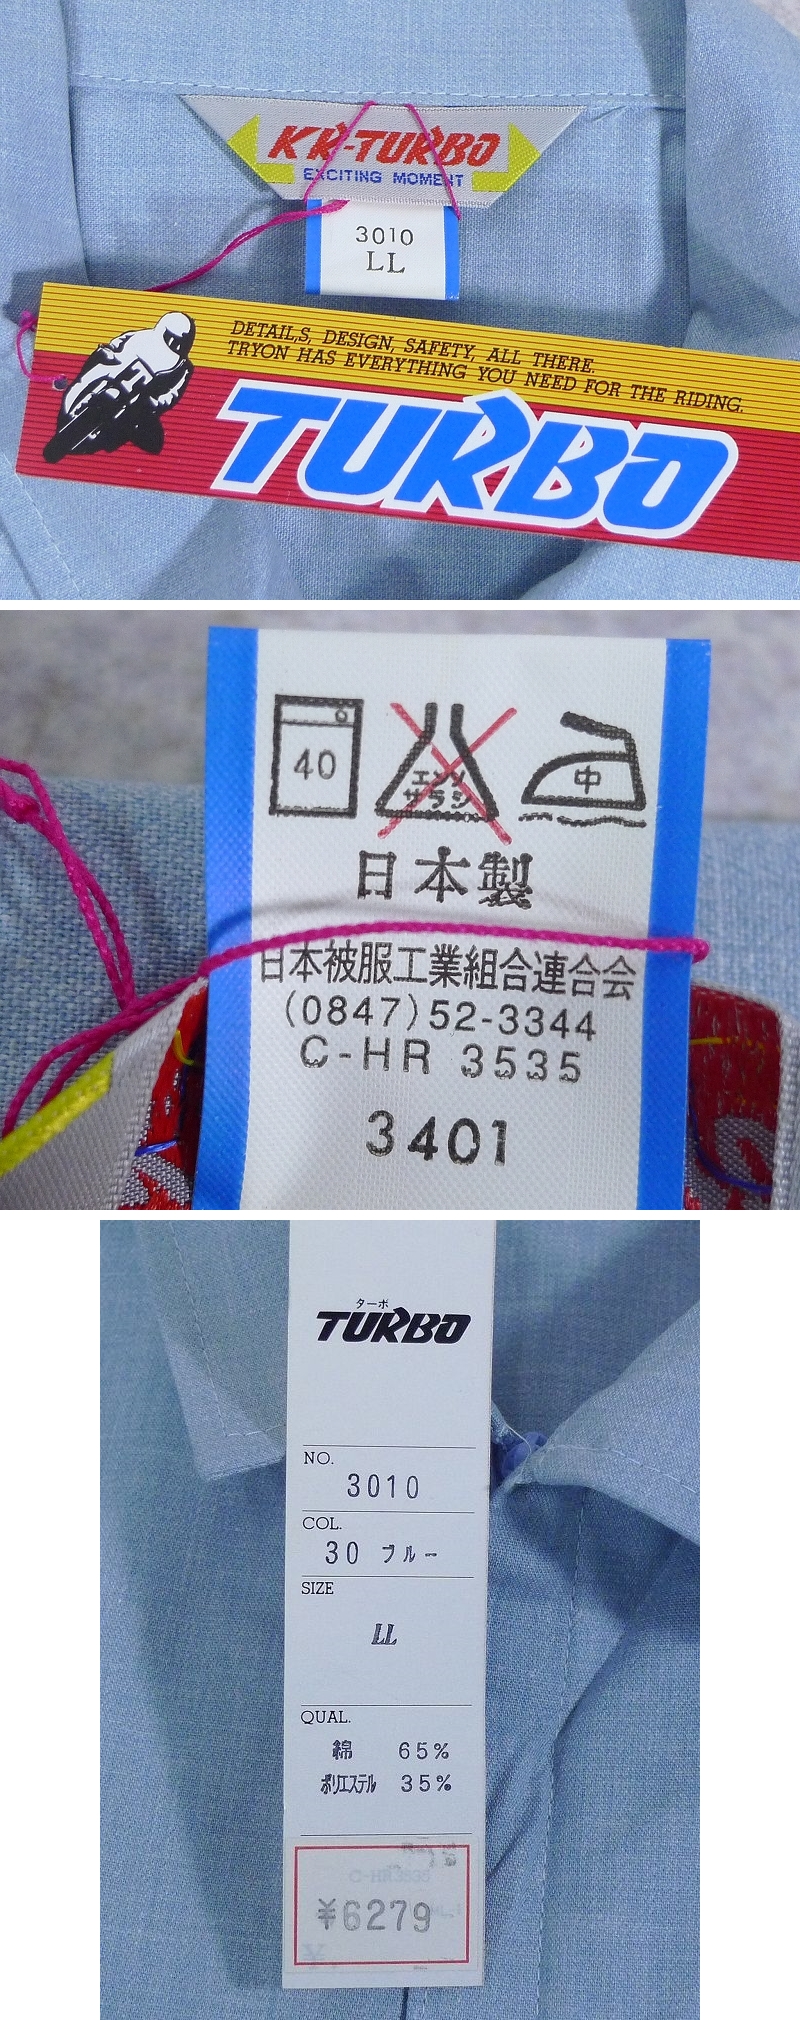 KK-TURBO
EXCITING MOMENT
3010
LL
DETAIL,S, DESIGN, SAFETY, ALL THERE.
TRYON HAS EVERYTHING YOU NEED FOR THE RIDING.
TURBO
40
エンソ
サラシ
中
日本製
日本被服工業組合連合会
(0847)52-3344
C-HR 3535
3401
ターボ
TURBO
NO.
3010
COL.
30 ブルー
SIZE
LL
QUAL.
綿 65%
ポリエステル 35%
C-HR3535
¥6279